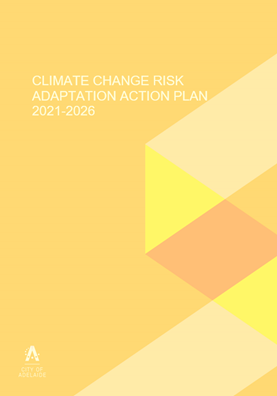 CLIMATE CHANGE RISK
ADAPTATION ACTION PLAN
2021-2026
CITY OF
ADELAIDE